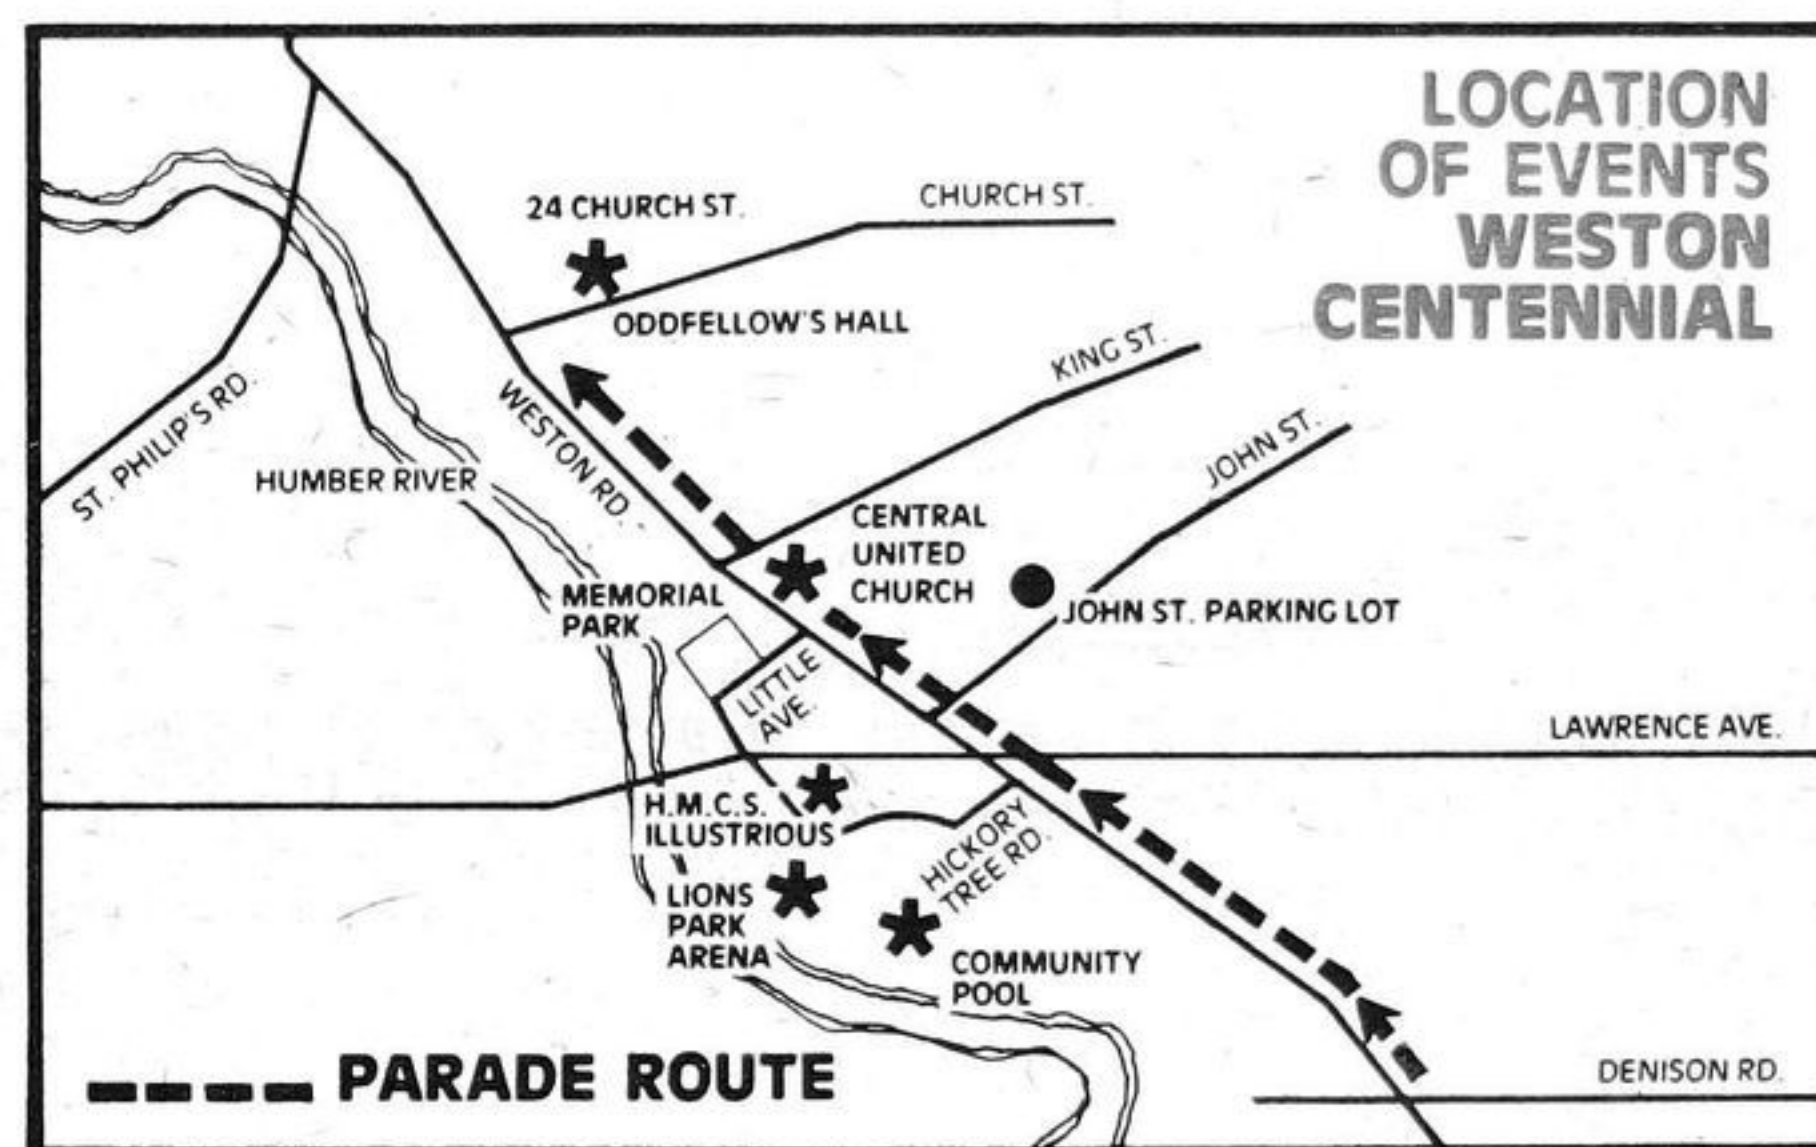 LOCATION
OF EVENTS
WESTON
CENTENNIAL
24 CHURCH ST.
CHURCH ST.
ODDFELLOW'S HALL
KING ST.
JOHN ST.
WESTON RD.
ST. PHILIP'S RD.
HUMBER RIVER
CENTRAL
UNITED
CHURCH
JOHN ST. PARKING LOT
MEMORIAL
PARK
LITTLE
AVE.
LAWRENCE AVE.
H.M.C.S.
ILLUSTRIOUS
HICKORY
TREE RD.
LIONS
PARK
ARENA
COMMUNITY
POOL
PARADE ROUTE
DENISON RD.